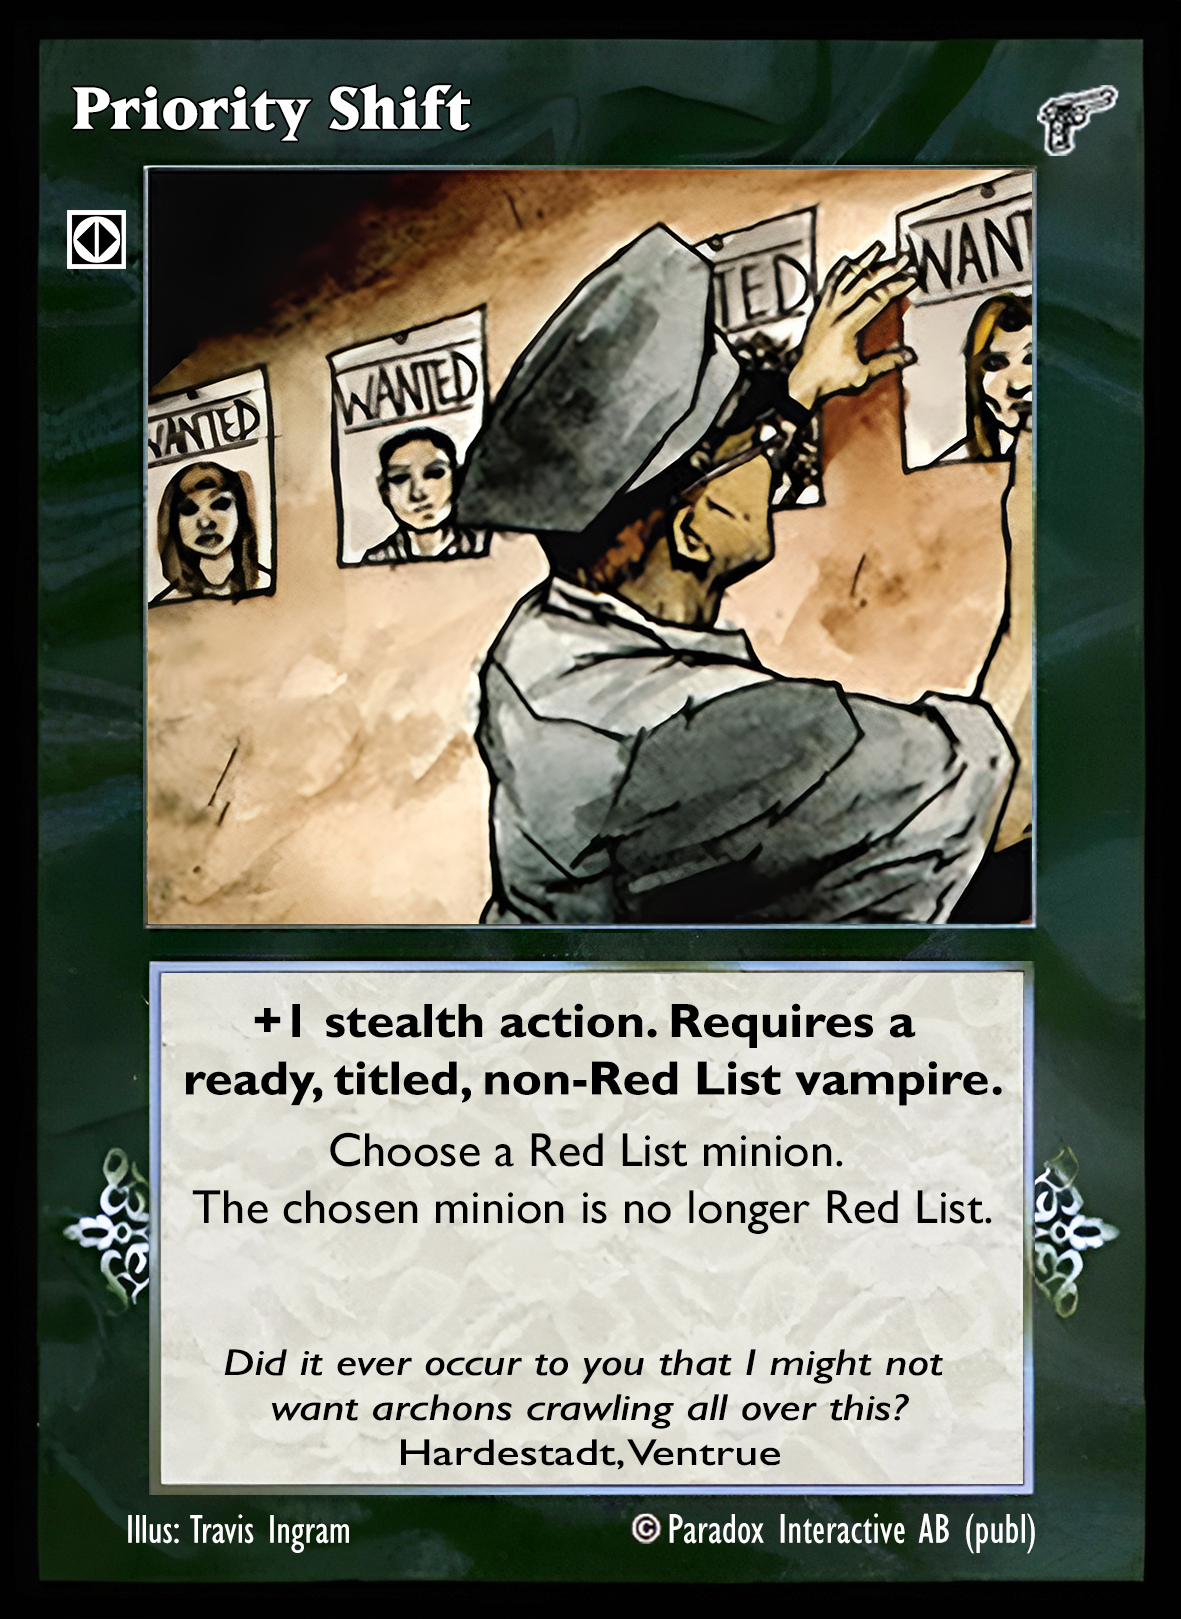 Priority Shift
WANTED
WANTED
TED
WANT
+1 stealth action. Requires a
ready, titled, non-Red List vampire.
Choose a Red List minion.
The chosen minion is no longer Red List.
Did it ever occur to you that I might not
want archons crawling all over this?
Hardestadt, Ventrue
Illus: Travis Ingram
© Paradox Interactive AB (publ)